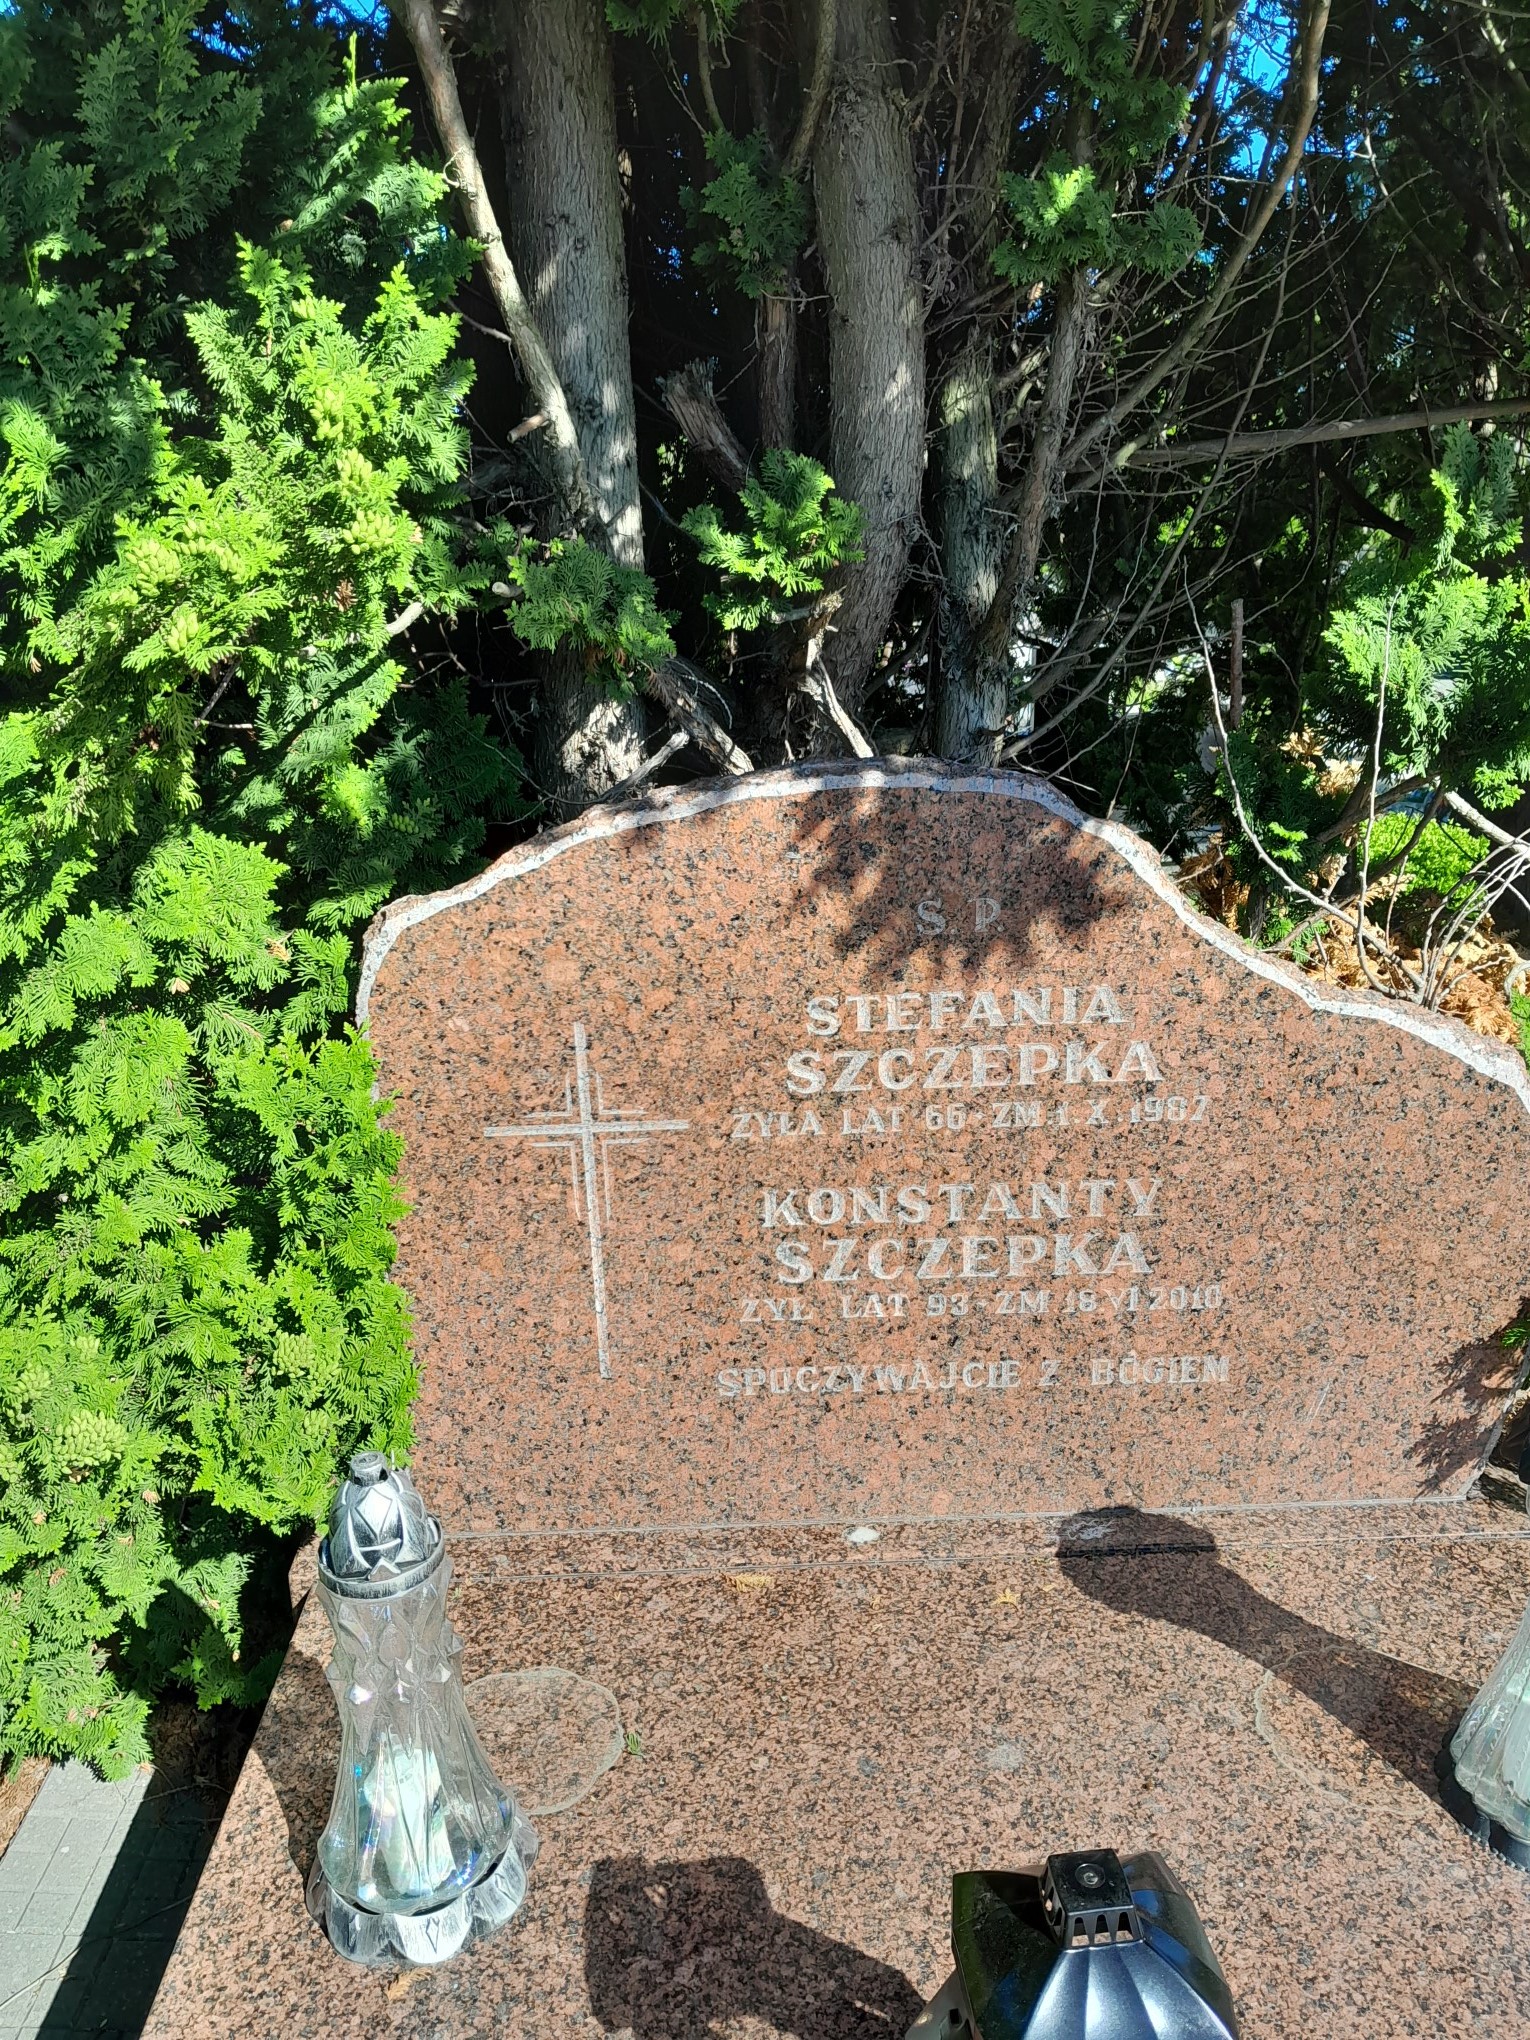 Ś. P.
STEFANIA
SZCZEPKA
ŻYŁA LAT 66 - ZM 1 X 1987
KONSTANTY
SZCZEPKA
ŻYŁ LAT 93 - ZM 18 VI 2010
SPOCZYWAJCIE Z BOGIEM